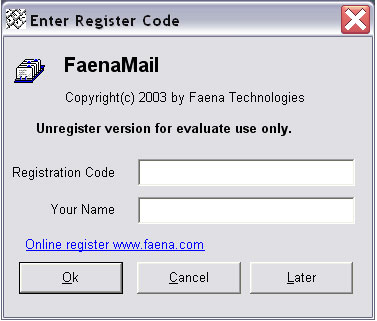 Enter Register Code
FaenaMail
Copyright(c) 2003 by Faena Technologies
Unregister version for evaluate use only.
Registration Code
Your Name
Online register www.faena.com
Ok Cancel Later